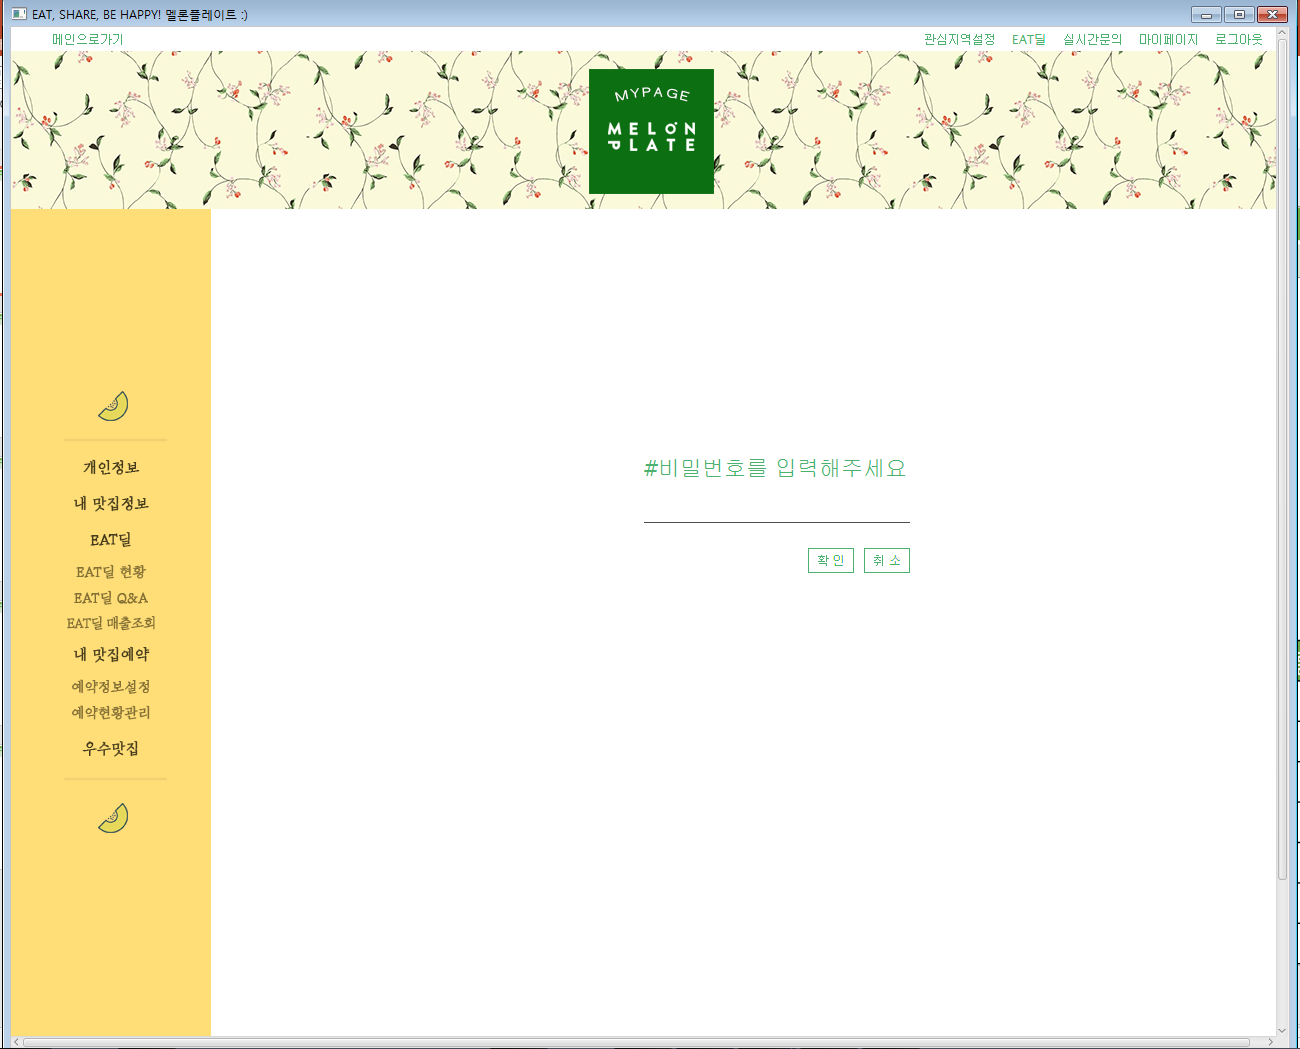 EAT, SHARE, BE HAPPY! 멜론플레이트 :)
메인으로가기
관심지역설정 EAT딜 실시간문의 마이페이지 로그아웃
MYPAGE
MELON
PLATE
개인정보
내 맛집정보
EAT딜
EAT딜 현황
EAT딜 Q&A
EAT딜 매출조회
내 맛집예약
예약정보설정
예약현황관리
우수맛집
#비밀번호를 입력해주세요
확 인 취 소